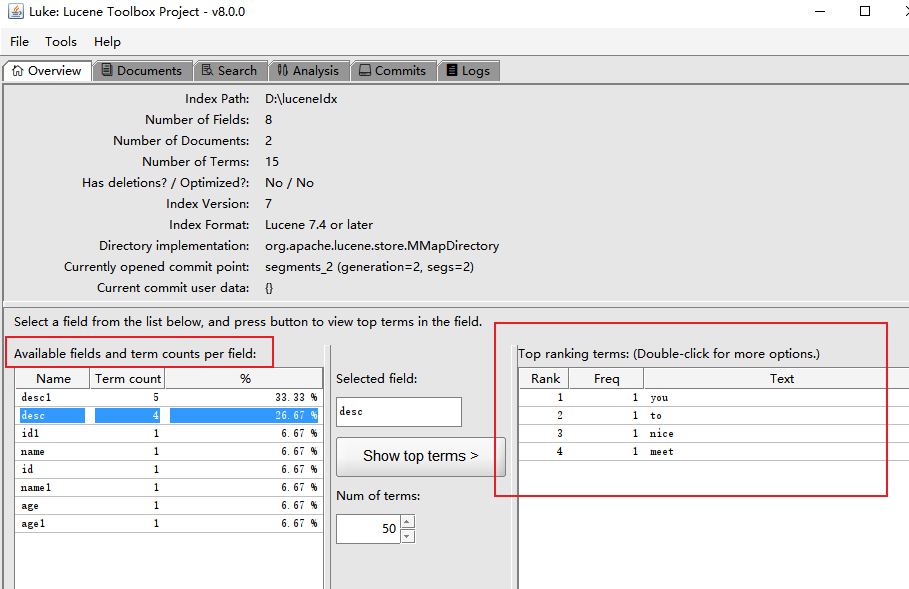 Luke: Lucene Toolbox Project - v8.0.0
File Tools Help
Overview Documents Search Analysis Commits Logs
Index Path: D:\luceneIdx
Number of Fields: 8
Number of Documents: 2
Number of Terms: 15
Has deletions? / Optimized?: No / No
Index Version: 7
Index Format: Lucene 7.4 or later
Directory implementation: org.apache.lucene.store.MMapDirectory
Currently opened commit point: segments_2 (generation=2, segs=2)
Current commit user data: {}
Select a field from the list below, and press button to view top terms in the field.
Available fields and term counts per field:
Name Term count %
desc1 5 33.33 %
desc 4 26.67 %
id1 1 6.67 %
name 1 6.67 %
id 1 6.67 %
name1 1 6.67 %
age 1 6.67 %
age1 1 6.67 %
Selected field:
desc
Show top terms >
Num of terms:
50
Top ranking terms: (Double-click for more options.)
Rank Freq Text
1 1 you
2 1 to
3 1 nice
4 1 meet